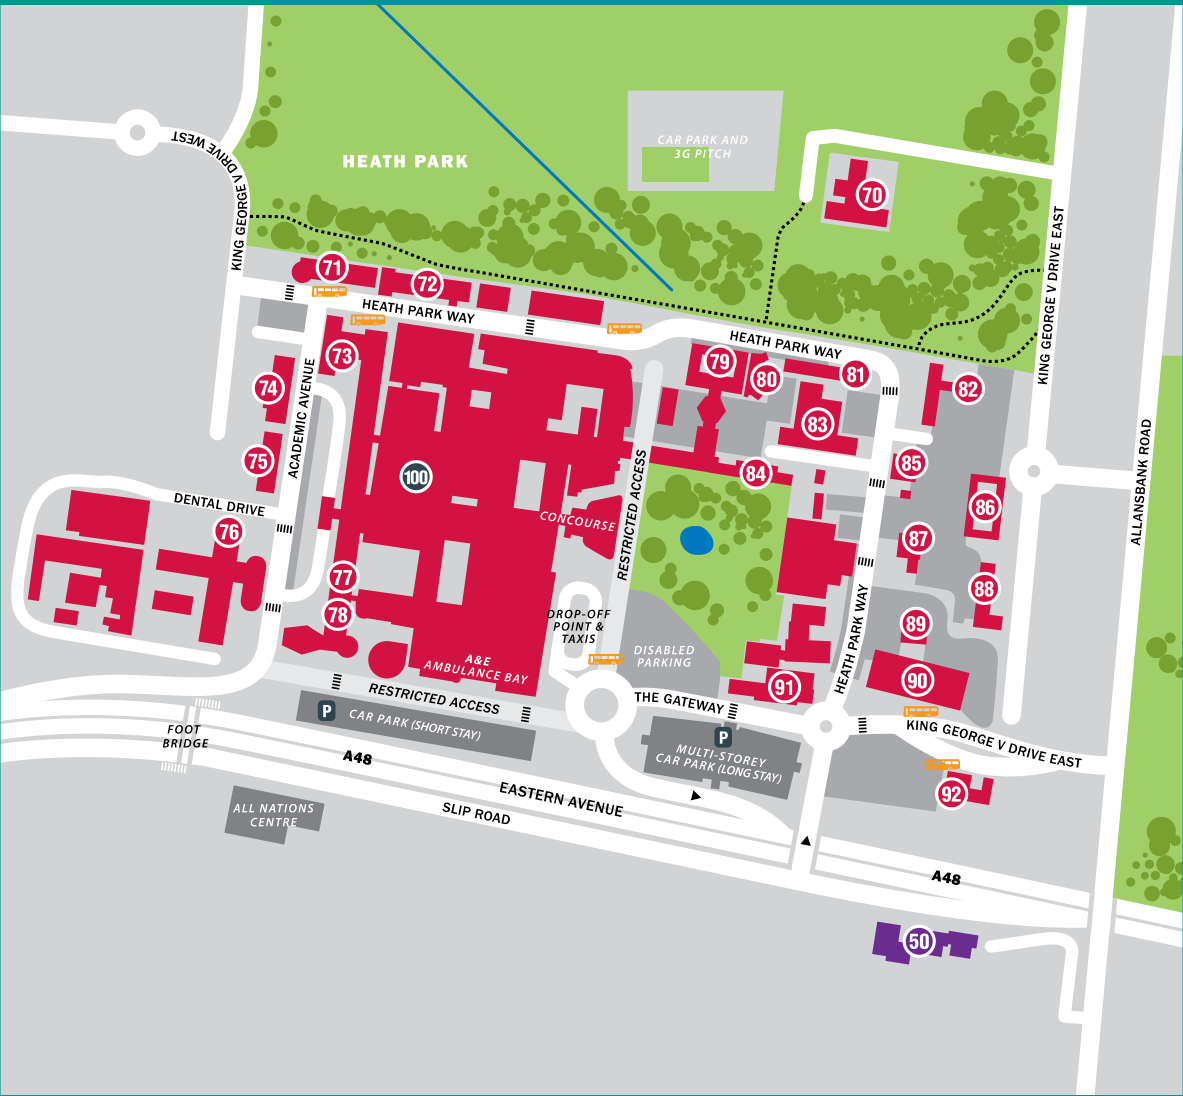 KING GEORGE V DRIVE WEST
HEATH PARK
CAR PARK AND
3G PITCH
70
KING GEORGE V DRIVE EAST
71
72
HEATH PARK WAY
HEATH PARK WAY
73
74
75
ACADEMIC AVENUE
79
80
81
82
83
84
85
86
87
88
89
90
91
92
100
CONCOURSE
RESTRICTED ACCESS
ALLANSBANK ROAD
DENTAL DRIVE
76
77
78
DROP-OFF
POINT &
TAXIS
DISABLED
PARKING
HEATH PARK WAY
A&E
AMBULANCE BAY
RESTRICTED ACCESS
THE GATEWAY
P
CAR PARK (SHORT STAY)
P
MULTI-STOREY
CAR PARK (LONG STAY)
KING GEORGE V DRIVE EAST
FOOT
BRIDGE
A48
EASTERN AVENUE
SLIP ROAD
ALL NATIONS
CENTRE
A48
50